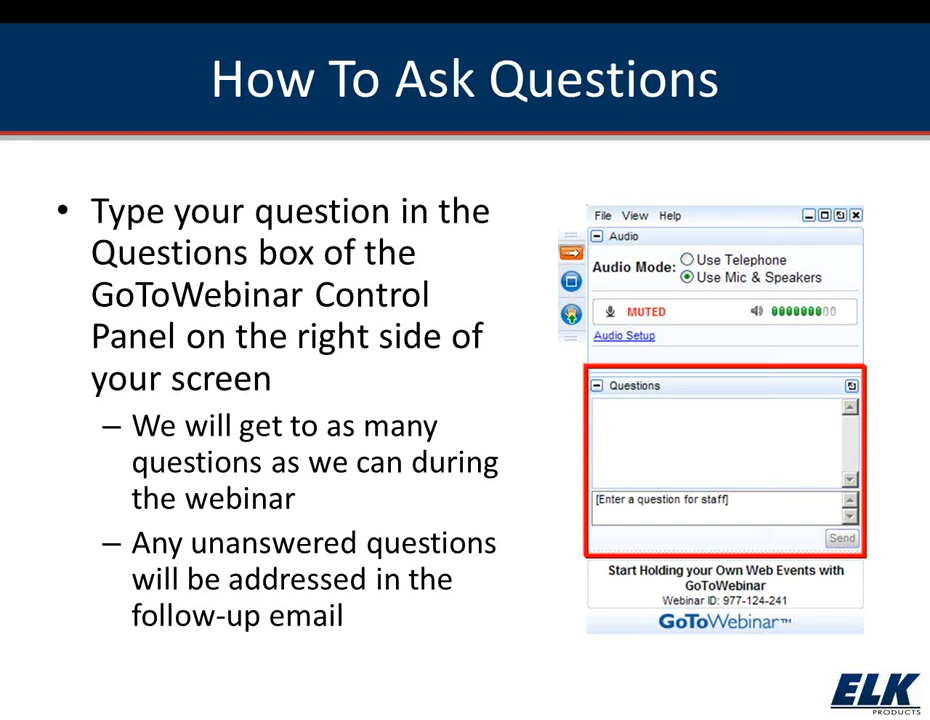 How To Ask Questions
• Type your question in the
Questions box of the
GoToWebinar Control
Panel on the right side of
your screen
– We will get to as many
questions as we can during
the webinar
– Any unanswered questions
will be addressed in the
follow-up email
File View Help
Audio
Audio Mode: Use Telephone
Use Mic & Speakers
MUTED
Audio Setup
Questions
[Enter a question for staff]
Send
Start Holding your Own Web Events with
GoToWebinar
Webinar ID: 977-124-241
GoToWebinar™
ELK
PRODUCTS